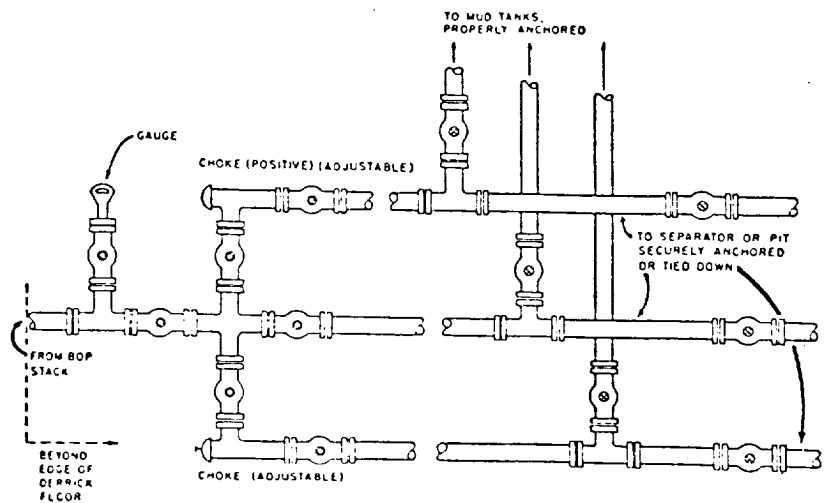 TO MUD TANKS,
PROPERLY ANCHORED
GAUGE
CHOKE (POSITIVE) (ADJUSTABLE)
TO SEPARATOR OR PIT
SECURELY ANCHORED
OR TIED DOWN
FROM BOP
STACK
BEYOND
EDGE OF
DERRICK
FLOOR
CHOKE (ADJUSTABLE)